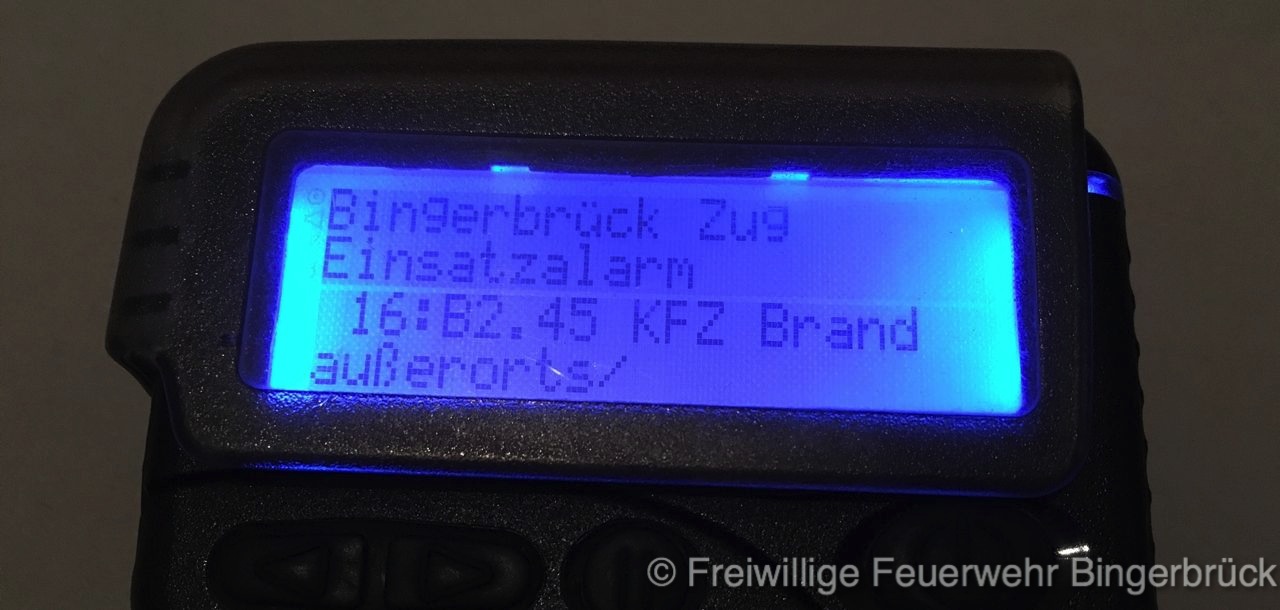 Bingerbrück Zug
Einsatzalarm
16:B2.45 KFZ Brand
außerorts/
© Freiwillige Feuerwehr Bingerbrück